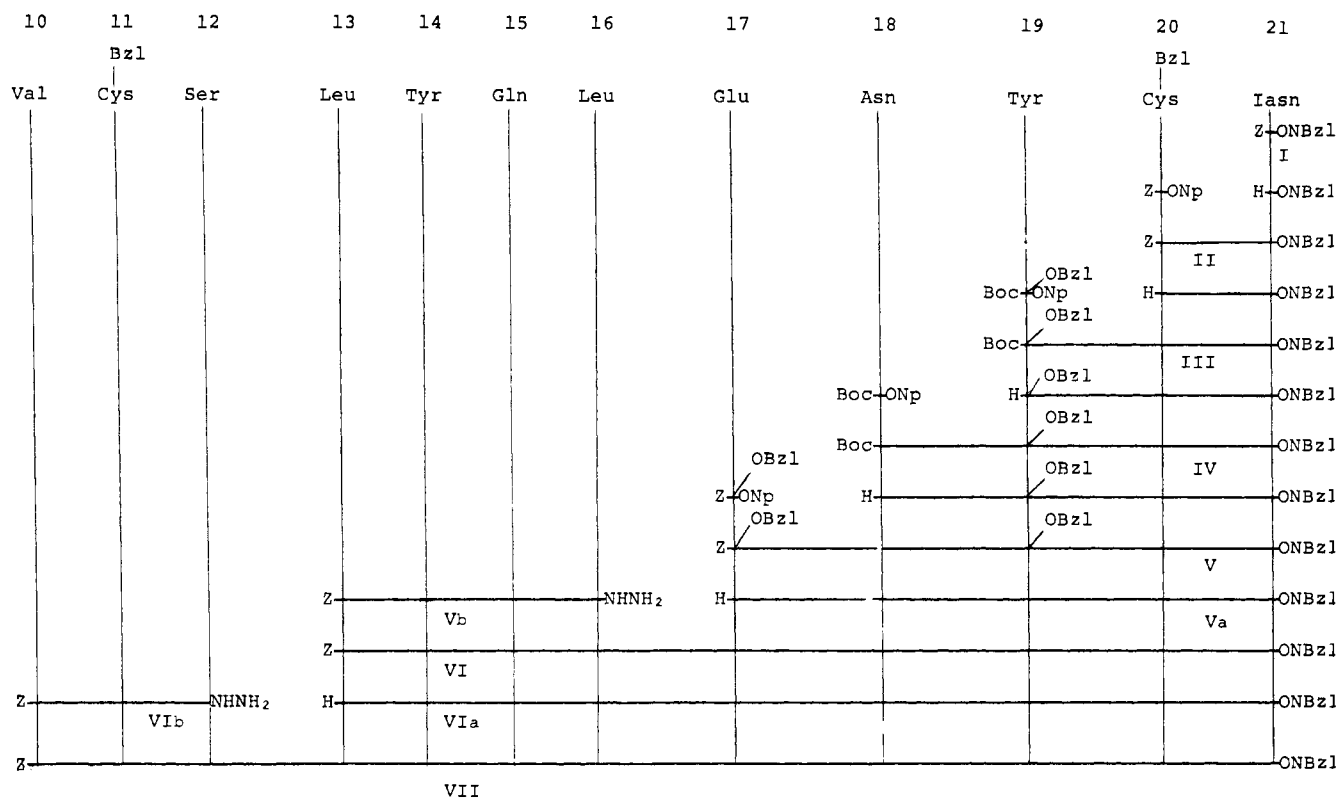 10 11 12 13 14 15 16 17 18 19 20 21
Bzl Bzl
Val Cys Ser Leu Tyr Gln Leu Glu Asn Tyr Cys Iasn
Z ONBzl
I
Z ONp H ONBzl
Z ONBzl
II
OBzl
Boc ONp H ONBzl
OBzl
Boc ONBzl
III
OBzl
Boc ONp H ONBzl
OBzl
Boc ONBzl
IV
OBzl OBzl
Z ONp H ONBzl
OBzl OBzl
Z ONBzl
V
Z NHNH₂ H ONBzl
Vb Va
Z ONBzl
VI
Z NHNH₂ H ONBzl
VIb VIa
Z ONBzl
VII